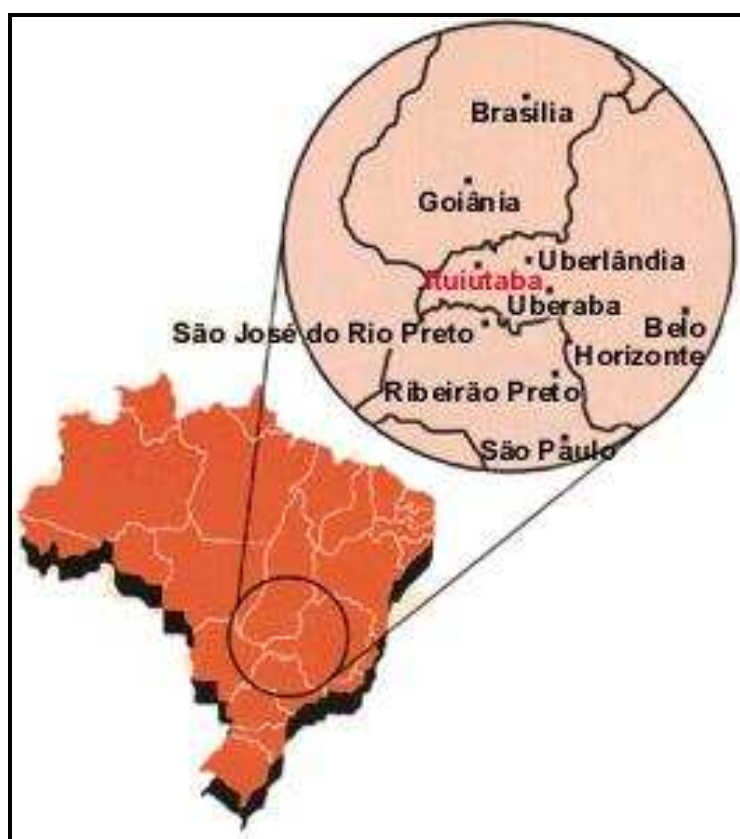 Brasília
Goiânia
Uberlândia
Ituiutaba
Uberaba
São José do Rio Preto
Belo
Horizonte
Ribeirão Preto
São Paulo